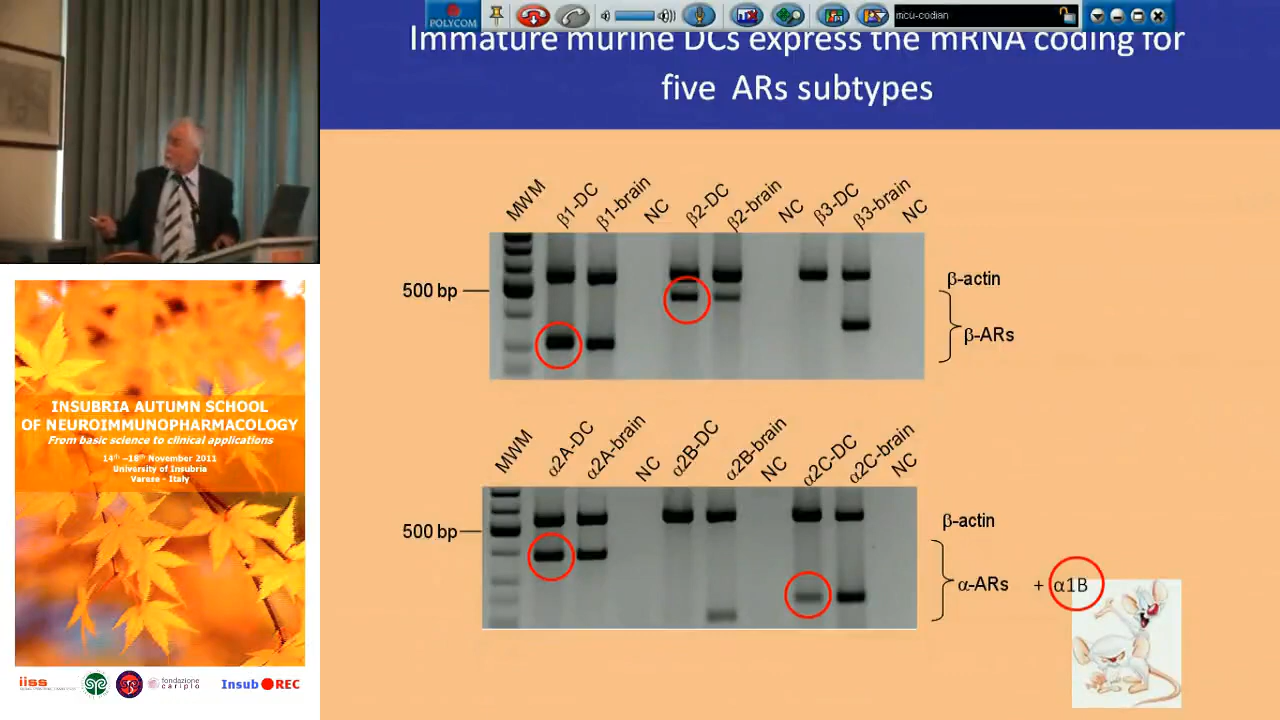 POLYCOM
mcu-codian
Immature murine DCs express the mRNA coding for
five ARs subtypes
MWM
β1-DC
β1-brain
NC
β2-DC
β2-brain
NC
β3-DC
β3-brain
NC
500 bp
β-actin
β-ARs
MWM
α2A-DC
α2A-brain
NC
α2B-DC
α2B-brain
NC
α2C-DC
α2C-brain
NC
500 bp
β-actin
α-ARs + α1B
INSUBRIA AUTUMN SCHOOL
OF NEUROIMMUNOPHARMACOLOGY
From basic science to clinical applications
14th –18th November 2011
University of Insubria
Varese - Italy
iiss
fondazione
cariplo
Insub REC